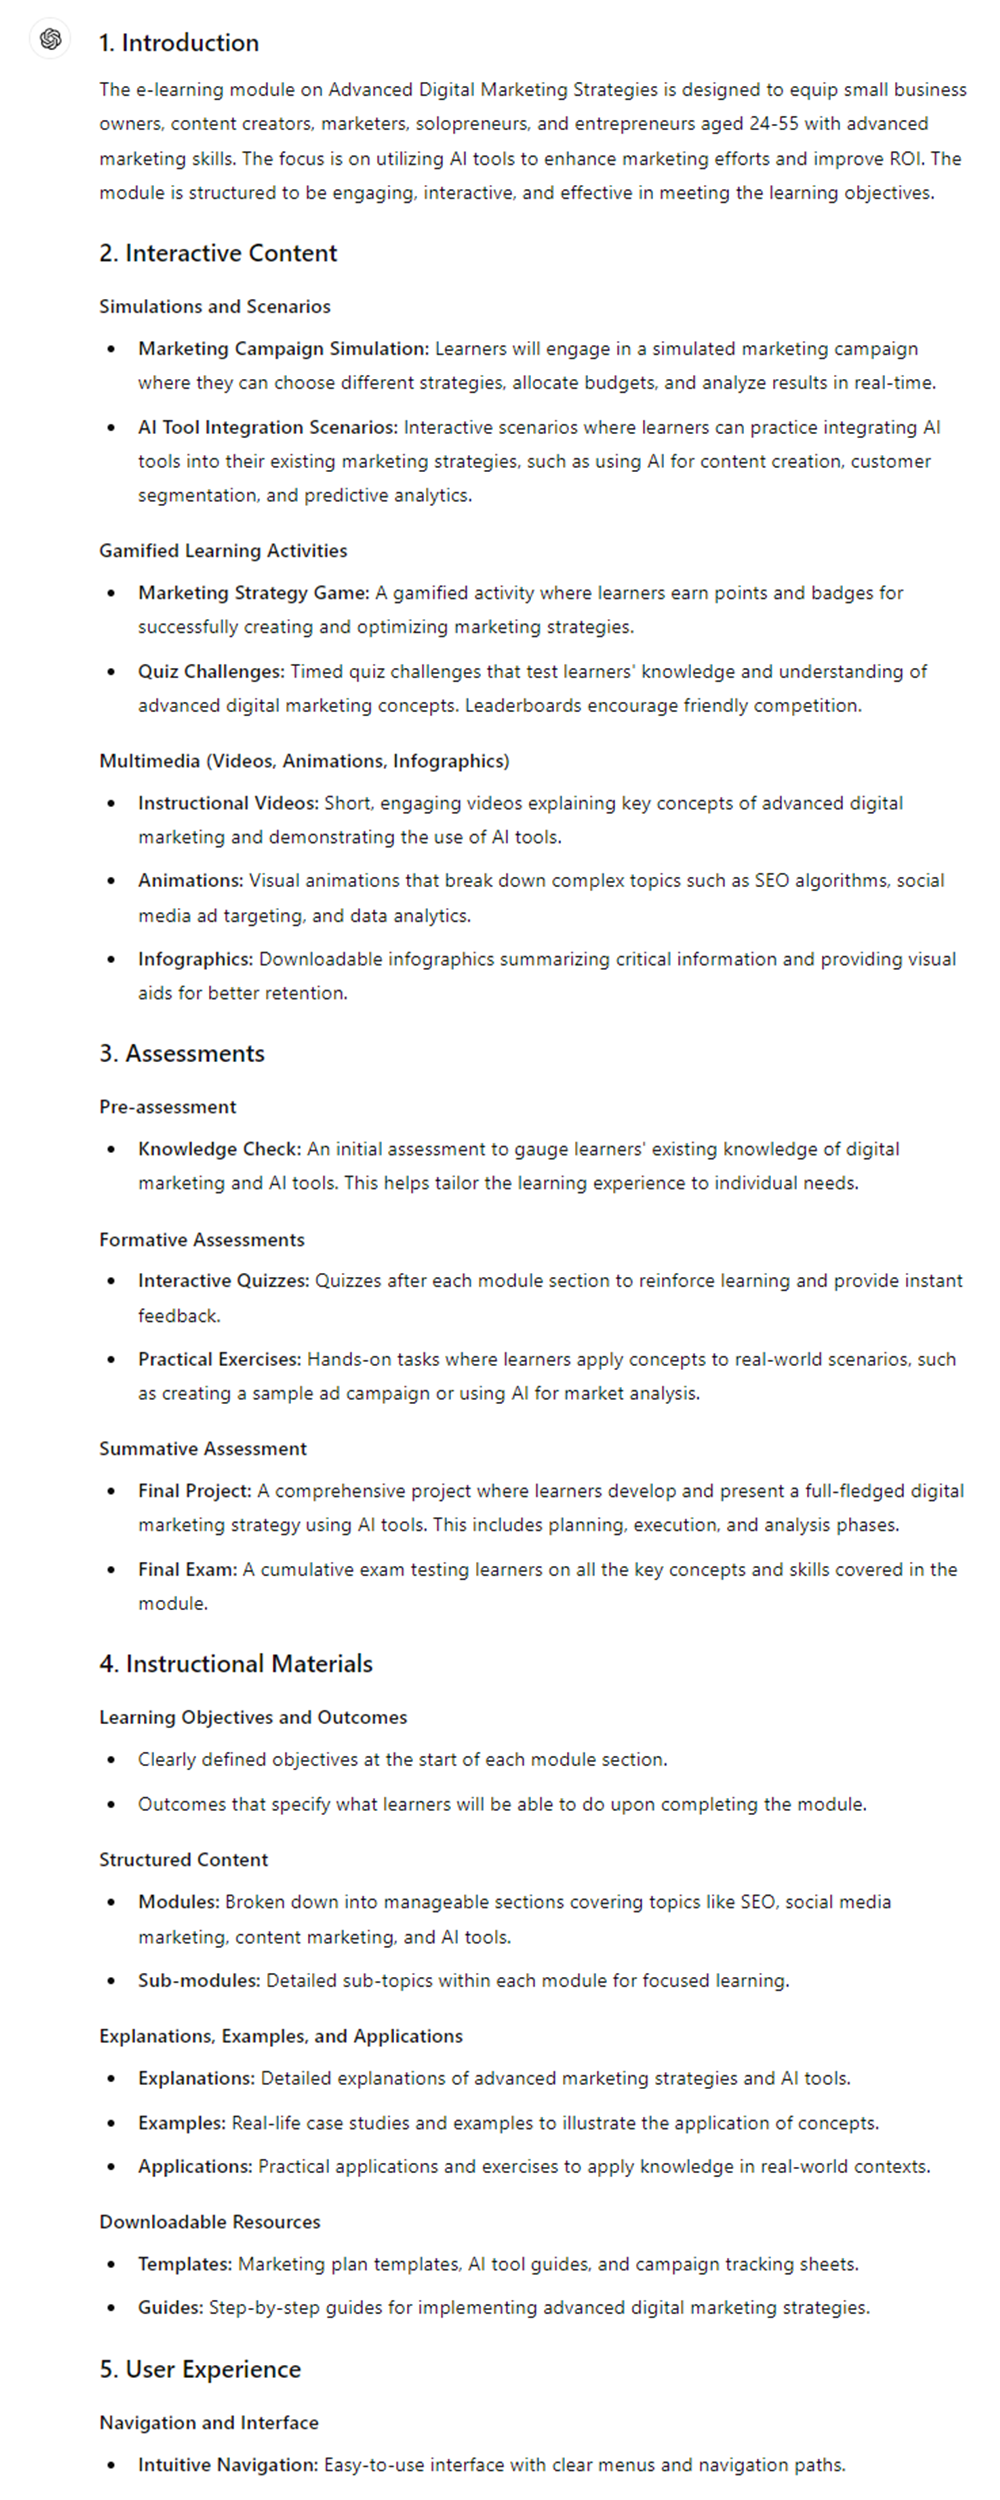 1. Introduction
The e-learning module on Advanced Digital Marketing Strategies is designed to equip small business
owners, content creators, marketers, solopreneurs, and entrepreneurs aged 24-55 with advanced
marketing skills. The focus is on utilizing AI tools to enhance marketing efforts and improve ROI. The
module is structured to be engaging, interactive, and effective in meeting the learning objectives.
2. Interactive Content
Simulations and Scenarios
• Marketing Campaign Simulation: Learners will engage in a simulated marketing campaign
where they can choose different strategies, allocate budgets, and analyze results in real-time.
• AI Tool Integration Scenarios: Interactive scenarios where learners can practice integrating AI
tools into their existing marketing strategies, such as using AI for content creation, customer
segmentation, and predictive analytics.
Gamified Learning Activities
• Marketing Strategy Game: A gamified activity where learners earn points and badges for
successfully creating and optimizing marketing strategies.
• Quiz Challenges: Timed quiz challenges that test learners' knowledge and understanding of
advanced digital marketing concepts. Leaderboards encourage friendly competition.
Multimedia (Videos, Animations, Infographics)
• Instructional Videos: Short, engaging videos explaining key concepts of advanced digital
marketing and demonstrating the use of AI tools.
• Animations: Visual animations that break down complex topics such as SEO algorithms, social
media ad targeting, and data analytics.
• Infographics: Downloadable infographics summarizing critical information and providing visual
aids for better retention.
3. Assessments
Pre-assessment
• Knowledge Check: An initial assessment to gauge learners' existing knowledge of digital
marketing and AI tools. This helps tailor the learning experience to individual needs.
Formative Assessments
• Interactive Quizzes: Quizzes after each module section to reinforce learning and provide instant
feedback.
• Practical Exercises: Hands-on tasks where learners apply concepts to real-world scenarios, such
as creating a sample ad campaign or using AI for market analysis.
Summative Assessment
• Final Project: A comprehensive project where learners develop and present a full-fledged digital
marketing strategy using AI tools. This includes planning, execution, and analysis phases.
• Final Exam: A cumulative exam testing learners on all the key concepts and skills covered in the
module.
4. Instructional Materials
Learning Objectives and Outcomes
• Clearly defined objectives at the start of each module section.
• Outcomes that specify what learners will be able to do upon completing the module.
Structured Content
• Modules: Broken down into manageable sections covering topics like SEO, social media
marketing, content marketing, and AI tools.
• Sub-modules: Detailed sub-topics within each module for focused learning.
Explanations, Examples, and Applications
• Explanations: Detailed explanations of advanced marketing strategies and AI tools.
• Examples: Real-life case studies and examples to illustrate the application of concepts.
• Applications: Practical applications and exercises to apply knowledge in real-world contexts.
Downloadable Resources
• Templates: Marketing plan templates, AI tool guides, and campaign tracking sheets.
• Guides: Step-by-step guides for implementing advanced digital marketing strategies.
5. User Experience
Navigation and Interface
• Intuitive Navigation: Easy-to-use interface with clear menus and navigation paths.